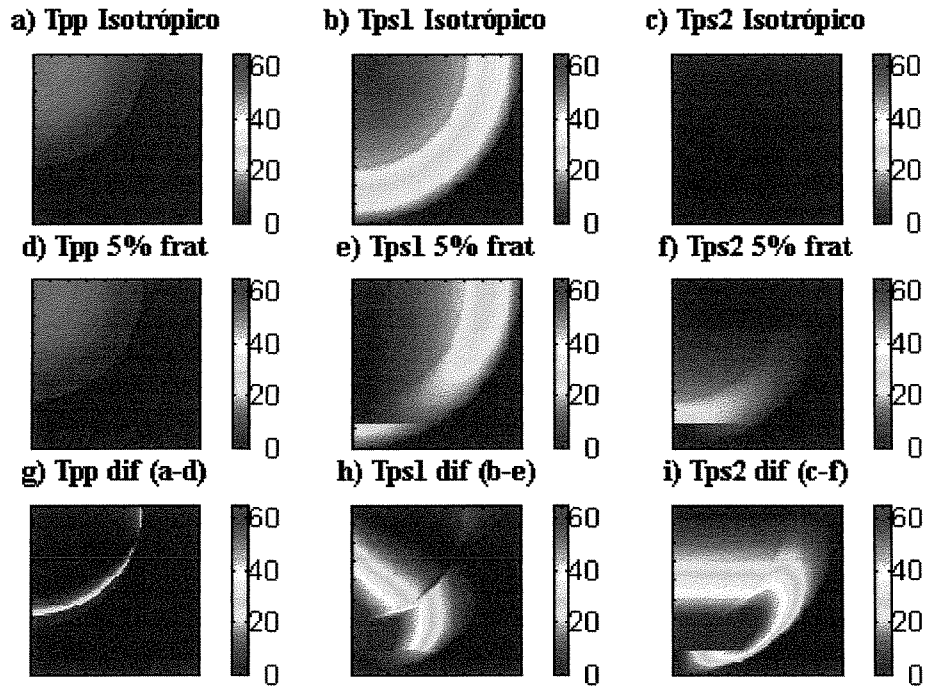 a) Tpp Isotrópico b) Tps1 Isotrópico c) Tps2 Isotrópico
60 60 60
40 40 40
20 20 20
0 0 0
d) Tpp 5% frat e) Tps1 5% frat f) Tps2 5% frat
60 60 60
40 40 40
20 20 20
0 0 0
g) Tpp dif (a-d) h) Tps1 dif (b-e) i) Tps2 dif (c-f)
60 60 60
40 40 40
20 20 20
0 0 0